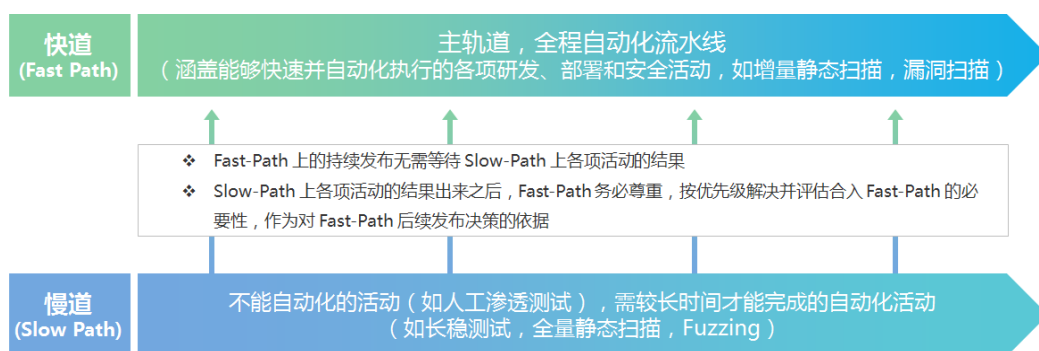 快道
(Fast Path)
主轨道，全程自动化流水线
（涵盖能够快速并自动化执行的各项研发、部署和安全活动，如增量静态扫描，漏洞扫描）
❖ Fast-Path 上的持续发布无需等待 Slow-Path 上各项活动的结果
❖ Slow-Path 上各项活动的结果出来之后，Fast-Path 务必尊重，按优先级解决并评估合入 Fast-Path 的必
要性，作为对 Fast-Path 后续发布决策的依据
慢道
(Slow Path)
不能自动化的活动（如人工渗透测试），需较长时间才能完成的自动化活动
（如长稳测试，全量静态扫描，Fuzzing）